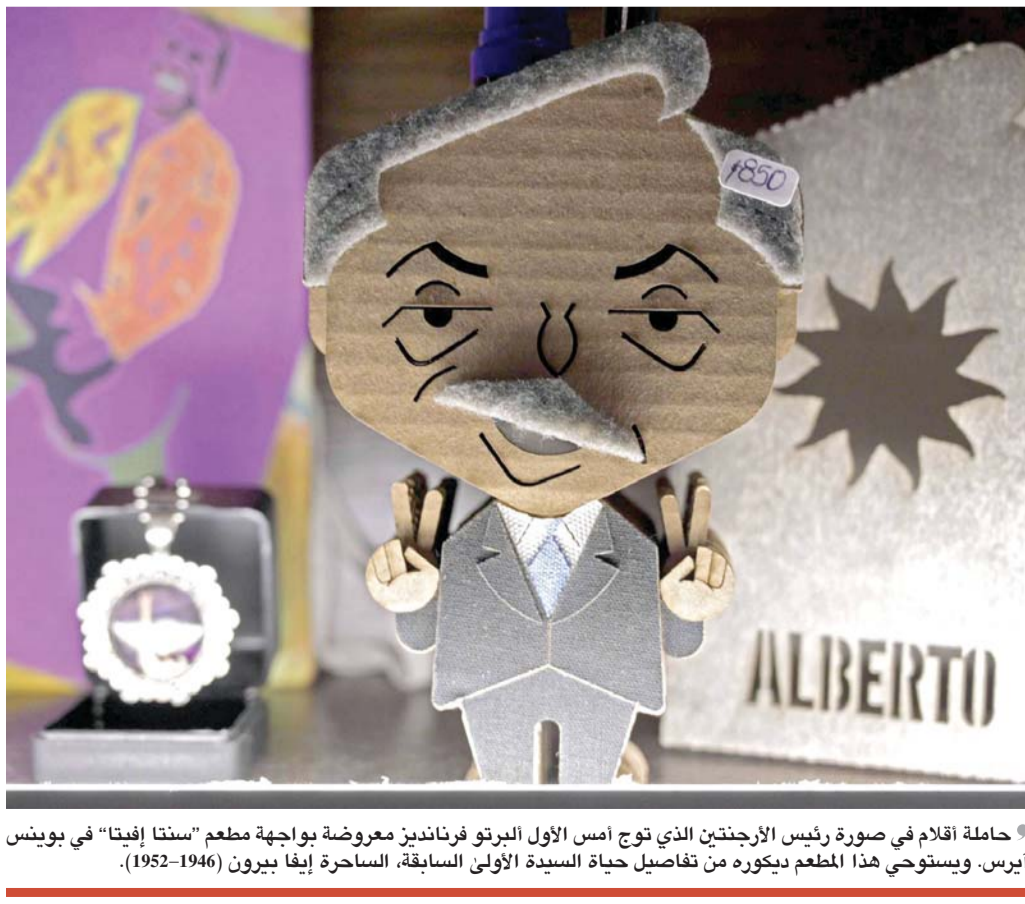 $850
ALBERTO
حاملة أقلام في صورة رئيس الأرجنتين الذي توج أمس الأول ألبرتو فرنانديز معروضة بواجهة مطعم "سنتا إفيتا" في بوينس
آيرس. ويستوحي هذا المطعم ديكوره من تفاصيل حياة السيدة الأولىٰ السابقة، الساحرة إيفا بيرون (1946–1952).